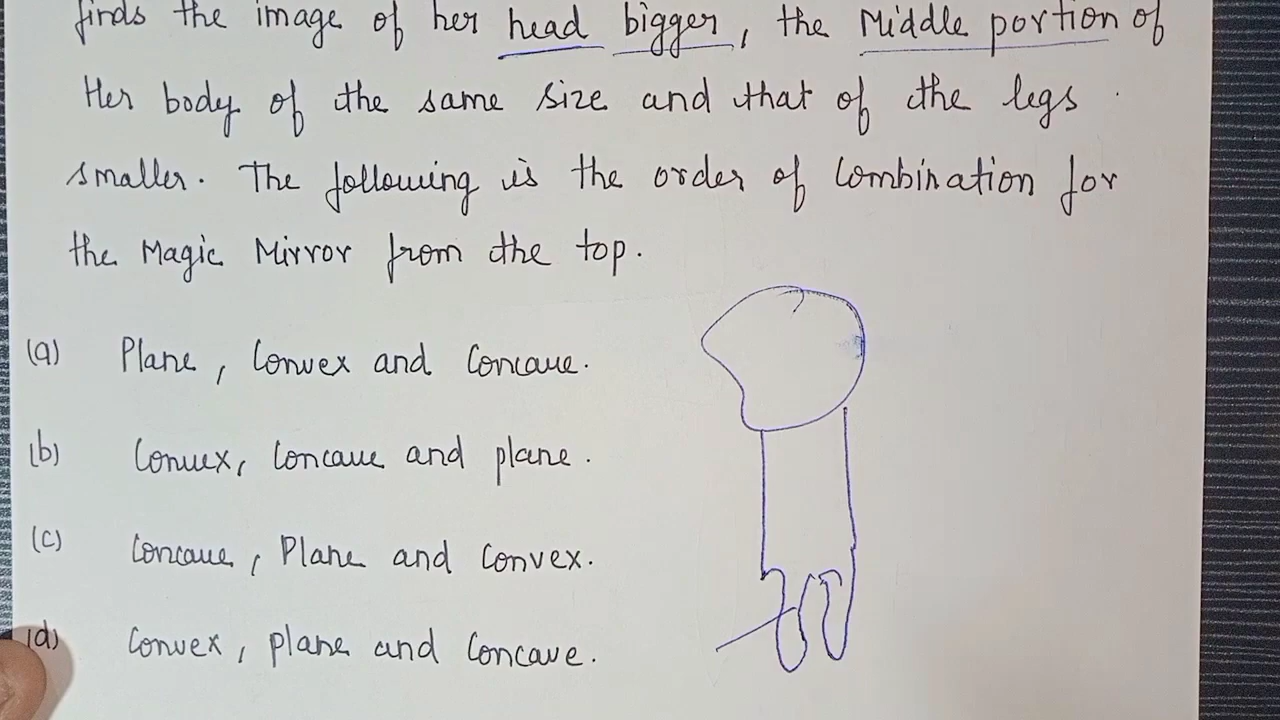 finds the image of her head bigger, the Middle portion of
Her body of the same size and that of the legs
smaller. The following is the order of Combination for
the Magic Mirror from the top.
(a) Plane, Convex and Concave.
(b) Convex, Concave and plane.
(c) Concave, Plane and Convex.
(d) Convex, plane and Concave.